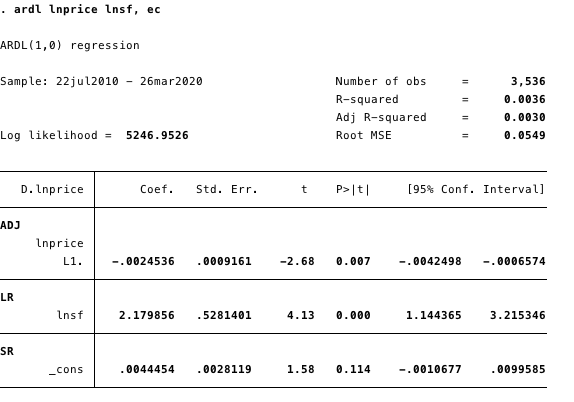 . ardl lnprice lnsf, ec
ARDL(1,0) regression
Sample: 22jul2010 - 26mar2020 Number of obs = 3,536
R-squared = 0.0036
Adj R-squared = 0.0030
Log likelihood = 5246.9526 Root MSE = 0.0549
D.lnprice Coef. Std. Err. t P>|t| [95% Conf. Interval]
ADJ
lnprice
L1. -.0024536 .0009161 -2.68 0.007 -.0042498 -.0006574
LR
lnsf 2.179856 .5281401 4.13 0.000 1.144365 3.215346
SR
_cons .0044454 .0028119 1.58 0.114 -.0010677 .0099585